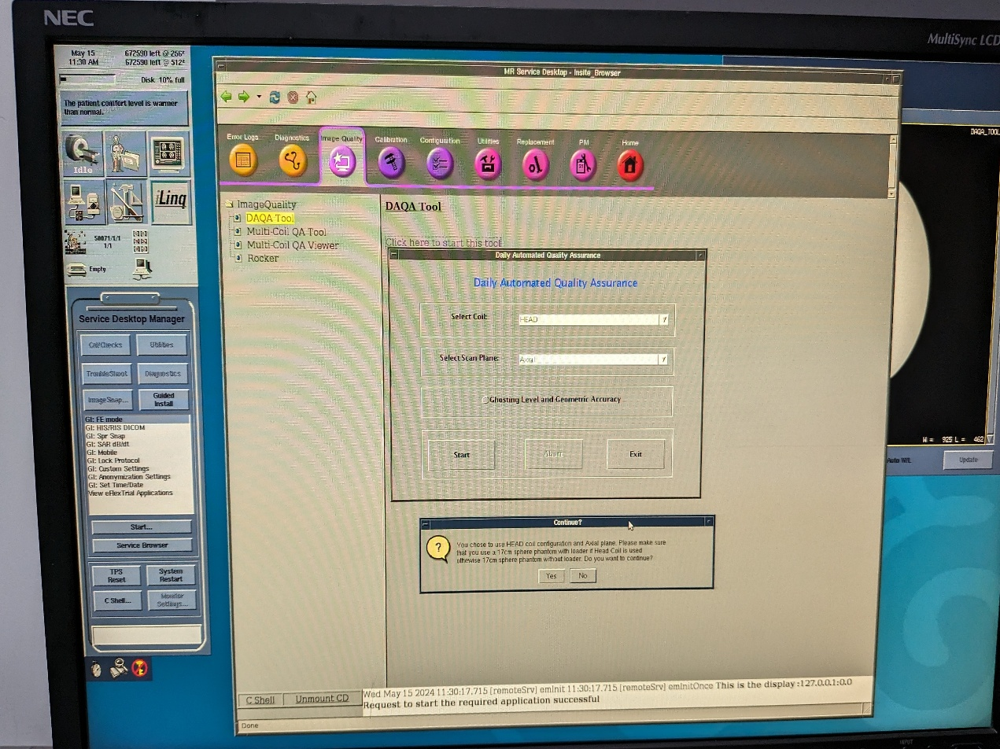 NEC
MultiSync LCD
May 15
11:30 AM
672590 left @ 256²
672590 left @ 512²
Disk 10% full
The patient comfort level is warmer
than normal.
Idle
iLinq
50071/1/1
1/1
Empty
Service Desktop Manager
Cal/Checks
Utilities
TroubleShoot
Diagnostics
ImageSnap...
Guided
Install
GI: FE mode
GI: HIS/RIS DICOM
GI: Spr Snap
GI: SAR dB/dt
GI: Mobile
GI: Lock Protocol
GI: Custom Settings
GI: Anonymization Settings
GI: Set Time/Date
View eFlexTrial Applications
Start...
Service Browser
TPS
Reset
System
Restart
C Shell...
Monitor
Settings...
MR Service Desktop - Insite_Browser
Error Logs
Diagnostics
Image Quality
Calibration
Configuration
Utilities
Replacement
PM
Home
ImageQuality
DAQA Tool
Multi-Coil QA Tool
Multi-Coil QA Viewer
Rocker
DAQA Tool
Click here to start this tool
Daily Automated Quality Assurance
Daily Automated Quality Assurance
Select Coil:
HEAD
Select Scan Plane:
Axial
Ghosting Level and Geometric Accuracy
Start
Abort
Exit
Continue?
You chose to use HEAD coil configuration and Axial plane. Please make sure
that you use a 17cm sphere phantom with loader if Head Coil is used
otherwise 17cm sphere phantom without loader. Do you want to continue?
Yes
No
C Shell
Unmount CD
Wed May 15 2024 11:30:17.715 [remoteSrv] emInit 11:30:17.715 [remoteSrv] emInitOnce This is the display :127.0.0.1:0.0
Request to start the required application successful
Done
DAQA_TOOL
W = 925 L = 462
Auto W/L
Update
INPUT